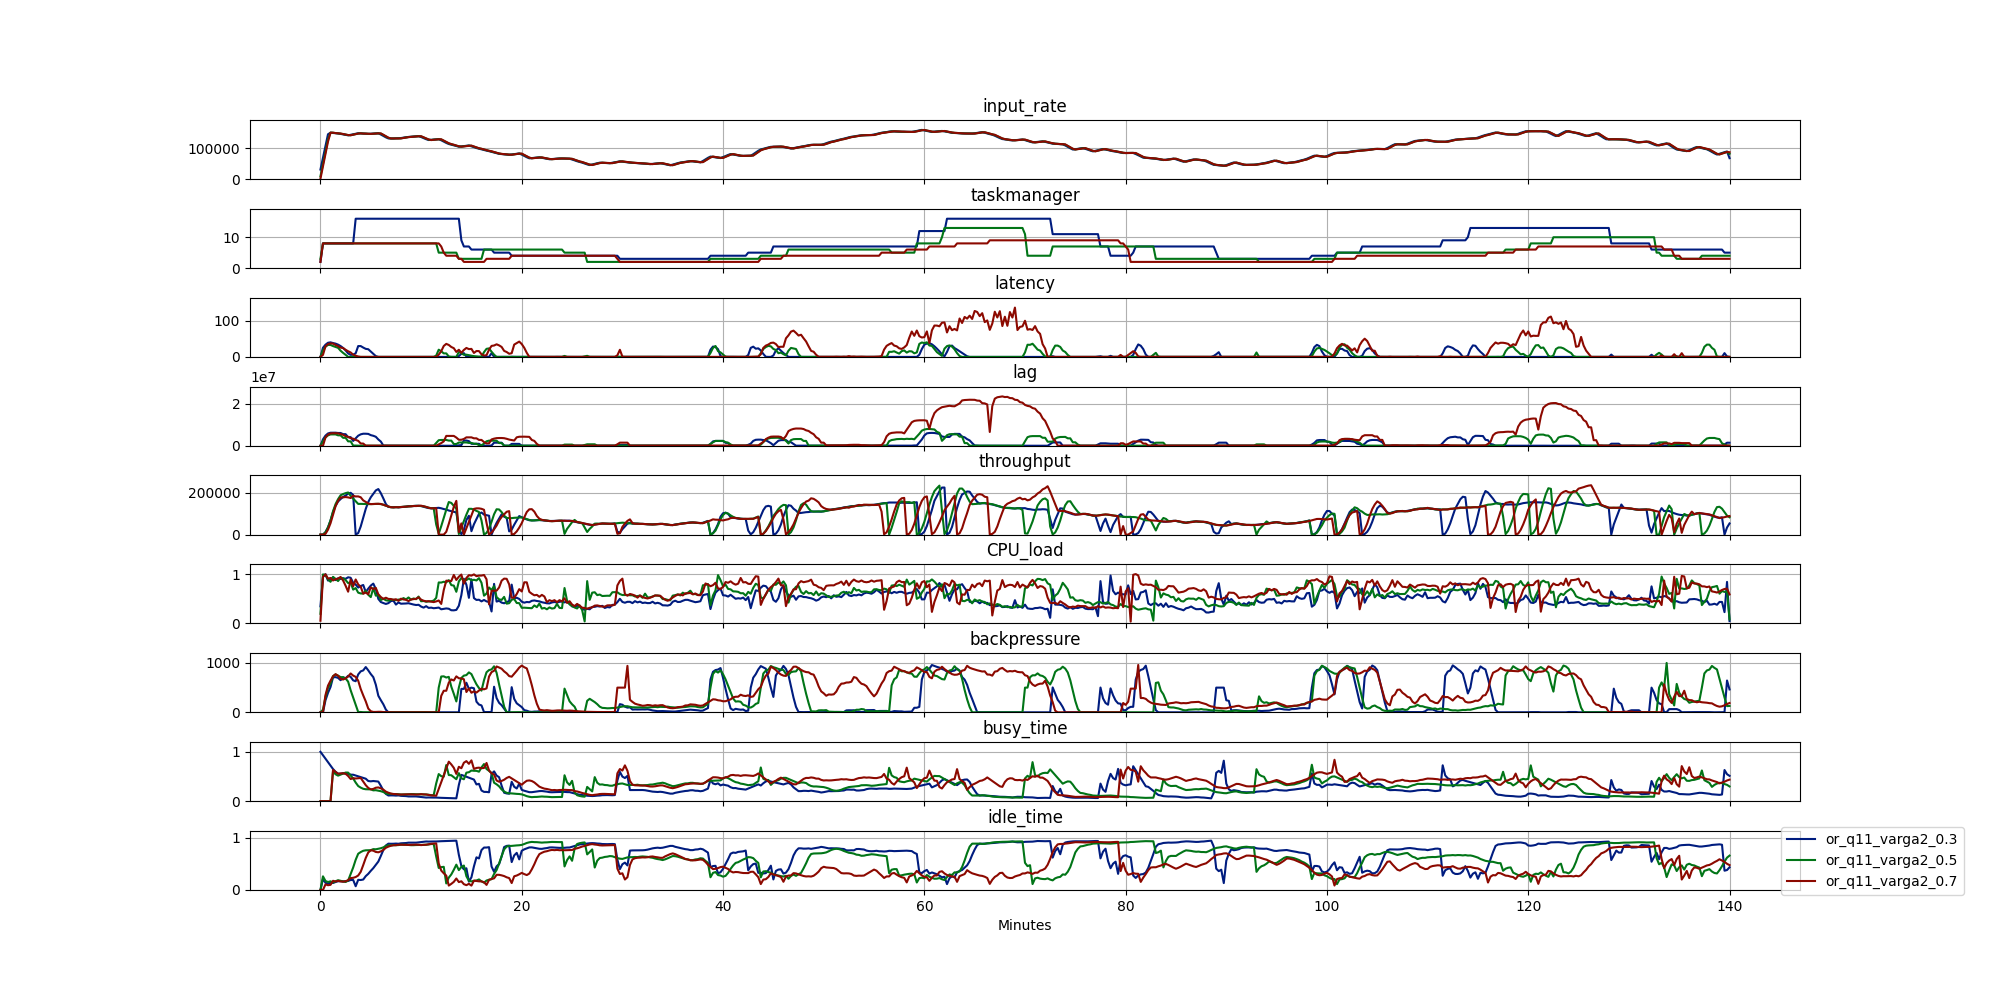 input_rate
100000
0
taskmanager
10
0
latency
100
0
1e7
lag
2
0
throughput
200000
0
CPU_load
1
0
backpressure
1000
0
busy_time
1
0
idle_time
1
0
or_q11_varga2_0.3
or_q11_varga2_0.5
or_q11_varga2_0.7
0 20 40 60 80 100 120 140
Minutes